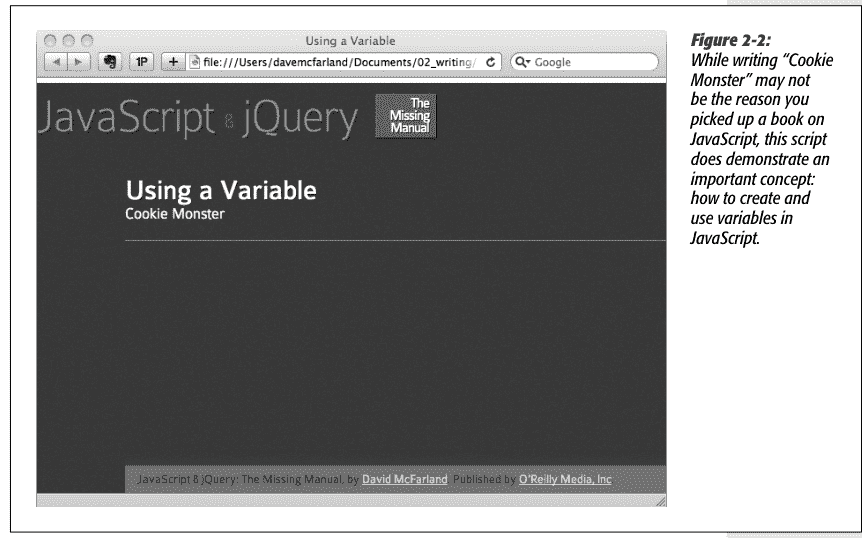 Using a Variable
1P
+
file:///Users/davemcfarland/Documents/02_writing/
Google
JavaScript & jQuery
The
Missing
Manual
Using a Variable
Cookie Monster
JavaScript & jQuery: The Missing Manual, by David McFarland. Published by O'Reilly Media, Inc
Figure 2-2:
While writing “Cookie
Monster” may not
be the reason you
picked up a book on
JavaScript, this script
does demonstrate an
important concept:
how to create and
use variables in
JavaScript.